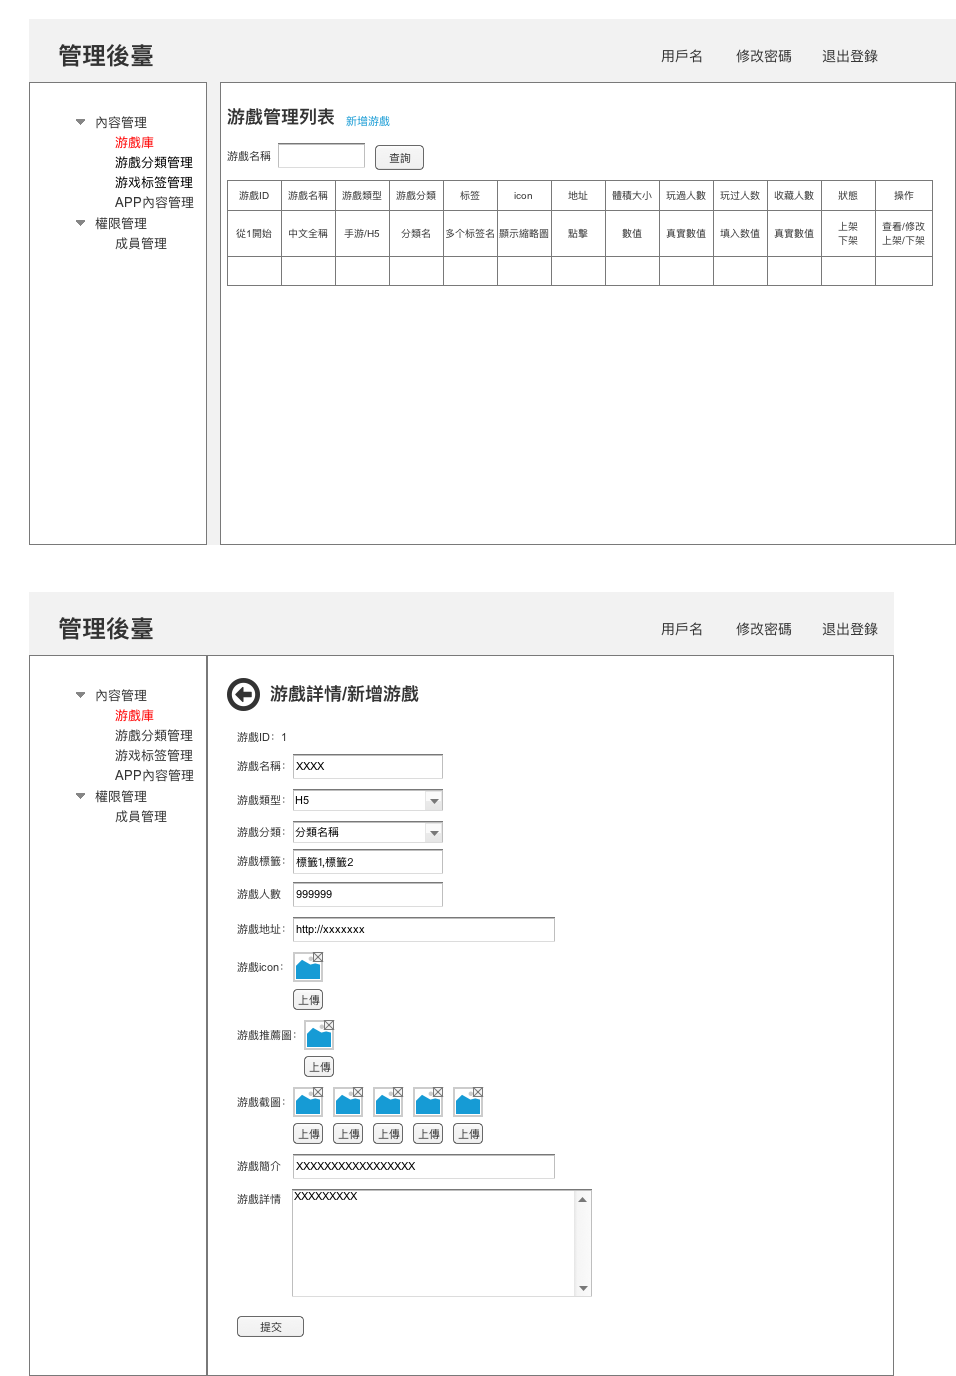 管理後臺
用戶名 修改密碼 退出登錄
內容管理
游戲庫
游戲分類管理
游戏标签管理
APP內容管理
權限管理
成員管理
游戲管理列表 新增游戲
游戲名稱 查詢
游戲ID 游戲名稱 游戲類型 游戲分類 标签 icon 地址 體積大小 玩過人數 玩过人数 收藏人數 狀態 操作
從1開始 中文全稱 手游/H5 分類名 多个标签名 顯示縮略圖 點擊 數值 真實數值 填入数值 真實數值 上架 查看/修改
下架 上架/下架
管理後臺
用戶名 修改密碼 退出登錄
內容管理
游戲庫
游戲分類管理
游戏标签管理
APP內容管理
權限管理
成員管理
游戲詳情/新增游戲
游戲ID：1
游戲名稱： XXXX
游戲類型： H5
游戲分類： 分類名稱
游戲標籤： 標籤1,標籤2
游戲人數 999999
游戲地址： http://xxxxxxx
游戲icon：
上傳
游戲推薦圖：
上傳
游戲截圖：
上傳 上傳 上傳 上傳 上傳
游戲簡介 XXXXXXXXXXXXXXXXX
游戲詳情 XXXXXXXXX
提交